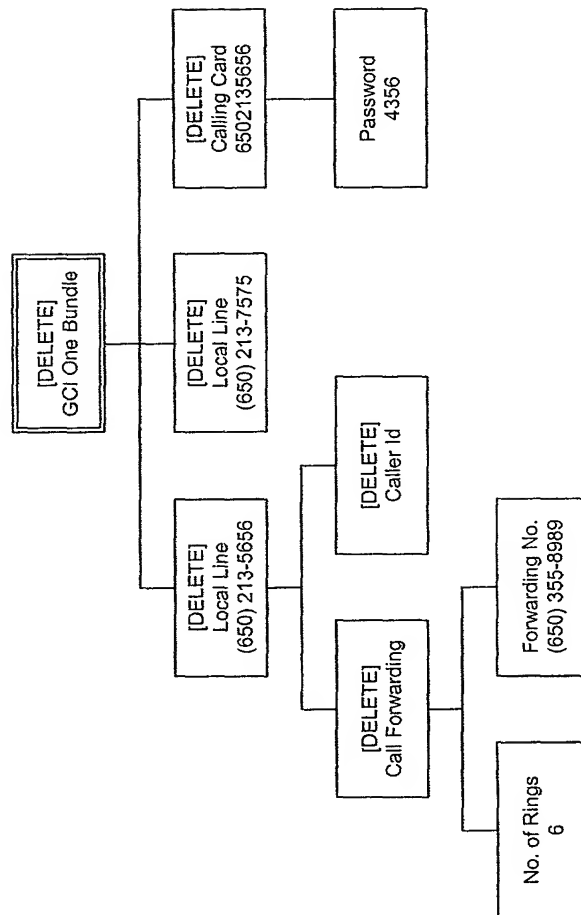 [DELETE]
GCI One Bundle
[DELETE]
Local Line
(650) 213-5656
[DELETE]
Local Line
(650) 213-7575
[DELETE]
Calling Card
6502135656
[DELETE]
Call Forwarding
[DELETE]
Caller Id
Password
4356
No. of Rings
6
Forwarding No.
(650) 355-8989